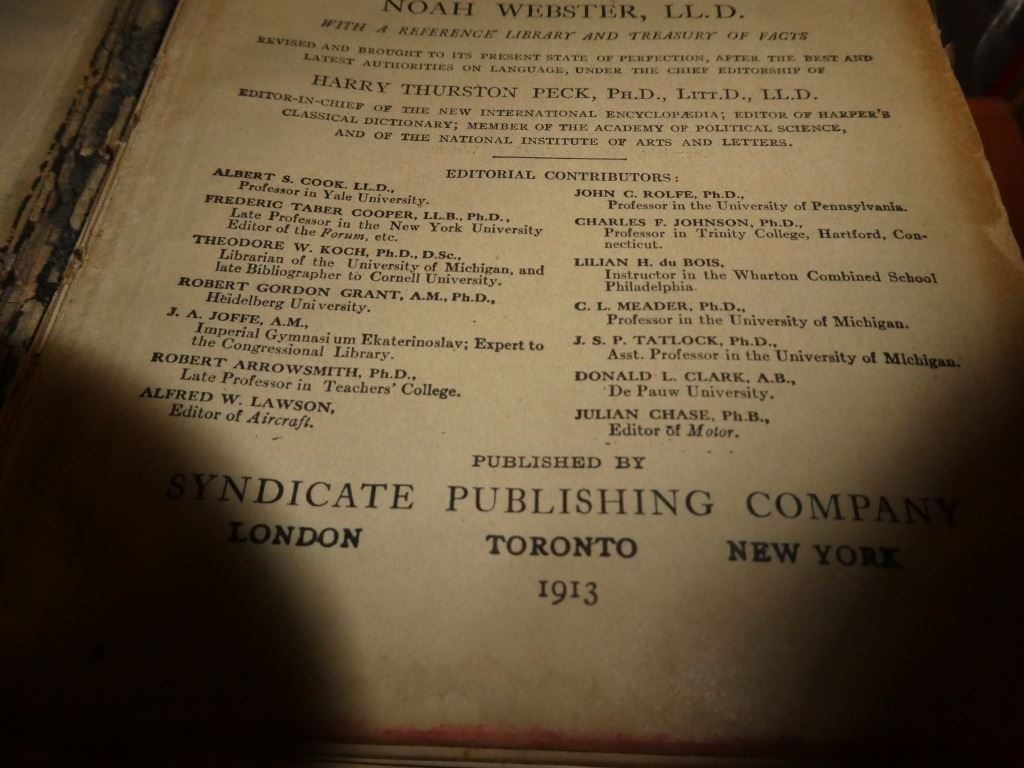 NOAH WEBSTER, LL.D.
WITH A REFERENCE LIBRARY AND TREASURY OF FACTS
REVISED AND BROUGHT TO ITS PRESENT STATE OF PERFECTION, AFTER THE BEST AND
LATEST AUTHORITIES ON LANGUAGE, UNDER THE CHIEF EDITORSHIP OF
HARRY THURSTON PECK, PH.D., LITT.D., LL.D.
EDITOR-IN-CHIEF OF THE NEW INTERNATIONAL ENCYCLOPÆDIA; EDITOR OF HARPER'S
CLASSICAL DICTIONARY; MEMBER OF THE ACADEMY OF POLITICAL SCIENCE,
AND OF THE NATIONAL INSTITUTE OF ARTS AND LETTERS.
EDITORIAL CONTRIBUTORS:
ALBERT S. COOK. LL.D.,
Professor in Yale University.
FREDERIC TABER COOPER, LL.B., Ph.D.,
Late Professor in the New York University
Editor of the Forum, etc.
THEODORE W. KOCH, Ph.D., D.Sc.,
Librarian of the University of Michigan, and
late Bibliographer to Cornell University.
ROBERT GORDON GRANT, A.M., Ph.D.,
Heidelberg University.
J. A. JOFFE, A.M.,
Imperial Gymnasium Ekaterinoslav; Expert to
the Congressional Library.
ROBERT ARROWSMITH, Ph.D.,
Late Professor in Teachers' College.
ALFRED W. LAWSON,
Editor of Aircraft.
JOHN C. ROLFE, Ph.D.,
Professor in the University of Pennsylvania.
CHARLES F. JOHNSON, Ph.D.,
Professor in Trinity College, Hartford, Con-
necticut.
LILIAN H. du BOIS,
Instructor in the Wharton Combined School
Philadelphia.
C. L. MEADER, Ph.D.,
Professor in the University of Michigan.
J. S. P. TATLOCK, Ph.D.,
Asst. Professor in the University of Michigan.
DONALD L. CLARK, A.B.,
De Pauw University.
JULIAN CHASE, Ph.B.,
Editor of Motor.
PUBLISHED BY
SYNDICATE PUBLISHING COMPANY
LONDON TORONTO NEW YORK
1913